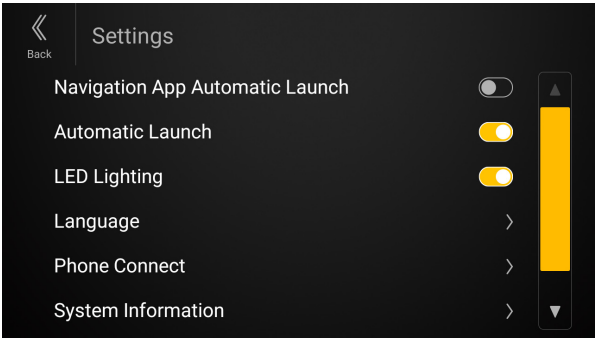 Back
Settings
Navigation App Automatic Launch
Automatic Launch
LED Lighting
Language
Phone Connect
System Information